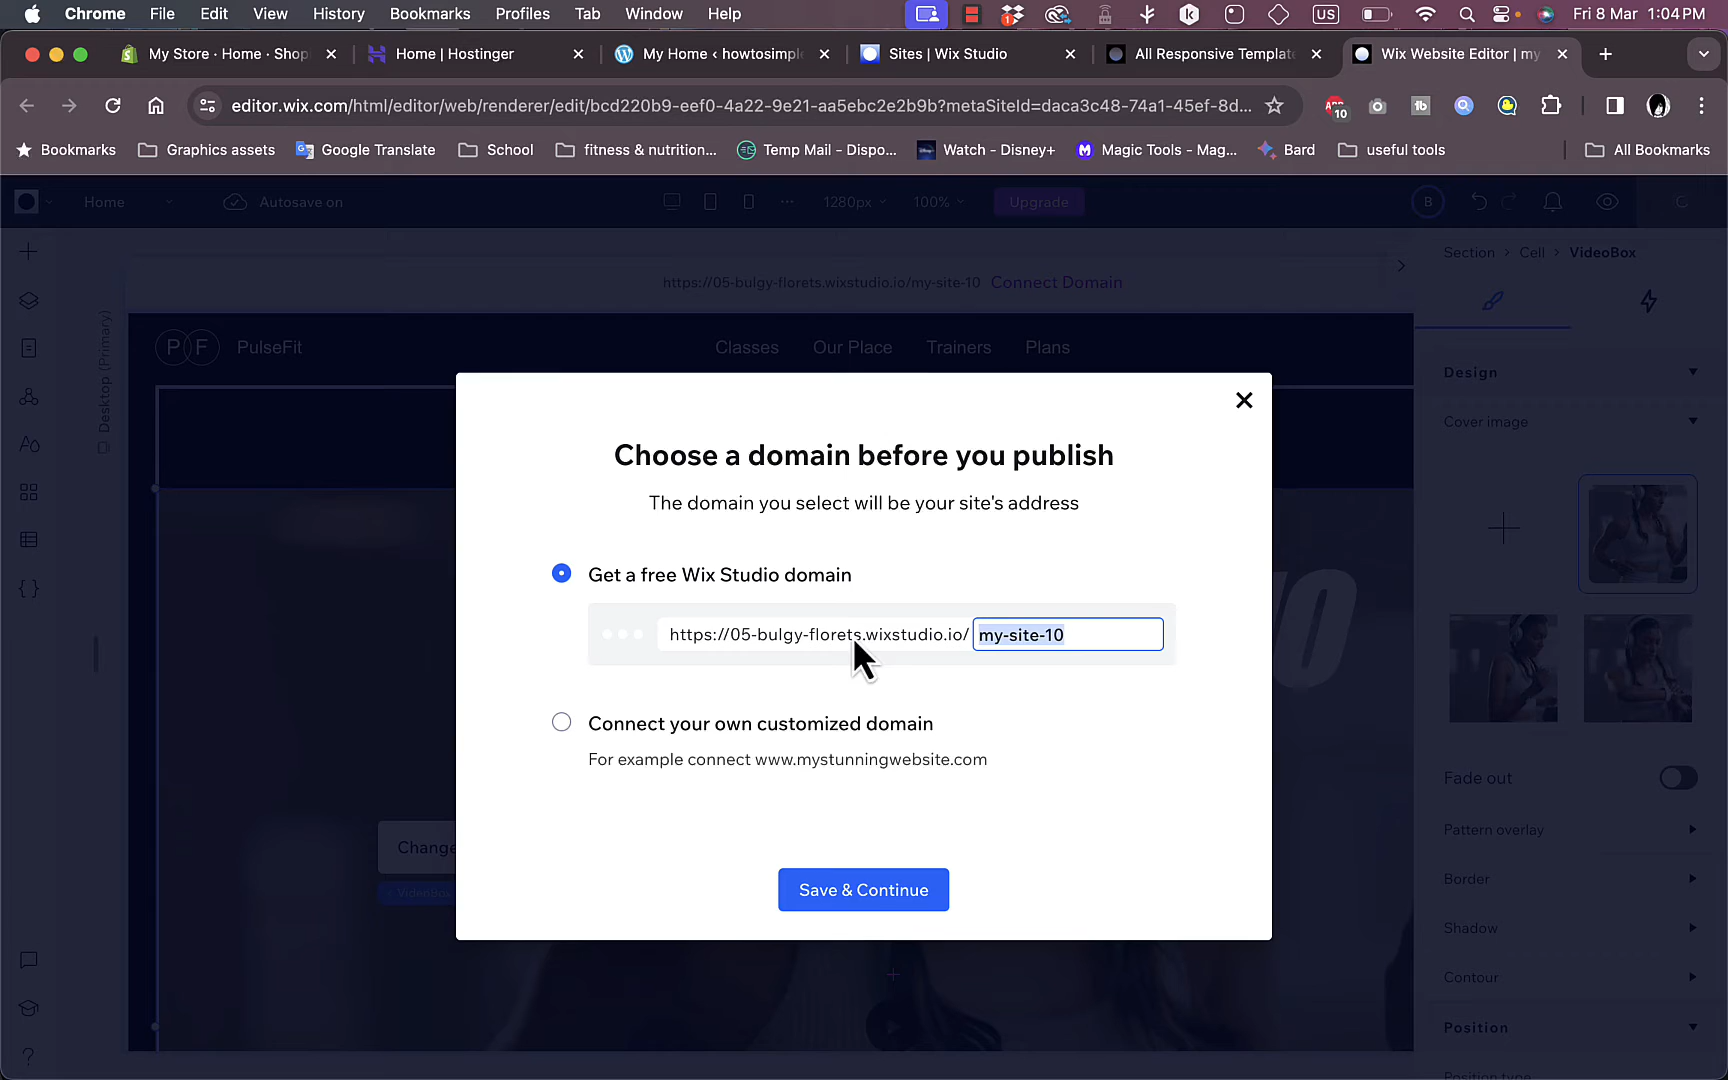 Chrome File Edit View History Bookmarks Profiles Tab Window Help US Fri 8 Mar 1:04 PM
My Store · Home · Shop Home | Hostinger My Home ‹ howtosimple Sites | Wix Studio All Responsive Template Wix Website Editor | my
editor.wix.com/html/editor/web/renderer/edit/bcd220b9-eef0-4a22-9e21-aa5ebc2e2b9b?metaSiteId=daca3c48-74a1-45ef-8d... 10
Bookmarks Graphics assets Google Translate School fitness & nutrition... Temp Mail - Dispo... Watch - Disney+ Magic Tools - Mag... Bard useful tools All Bookmarks
Home Autosave on 1280px 100% Upgrade B
Section > Cell > VideoBox
https://05-bulgy-florets.wixstudio.io/my-site-10 Connect Domain
Desktop (Primary)
P F PulseFit Classes Our Place Trainers Plans
Design
Cover image
Choose a domain before you publish
The domain you select will be your site's address
Get a free Wix Studio domain
https://05-bulgy-florets.wixstudio.io/ my-site-10
Connect your own customized domain
For example connect www.mystunningwebsite.com
Save & Continue
Change
VideoBox
Fade out
Pattern overlay
Border
Shadow
Contour
Position
Position type